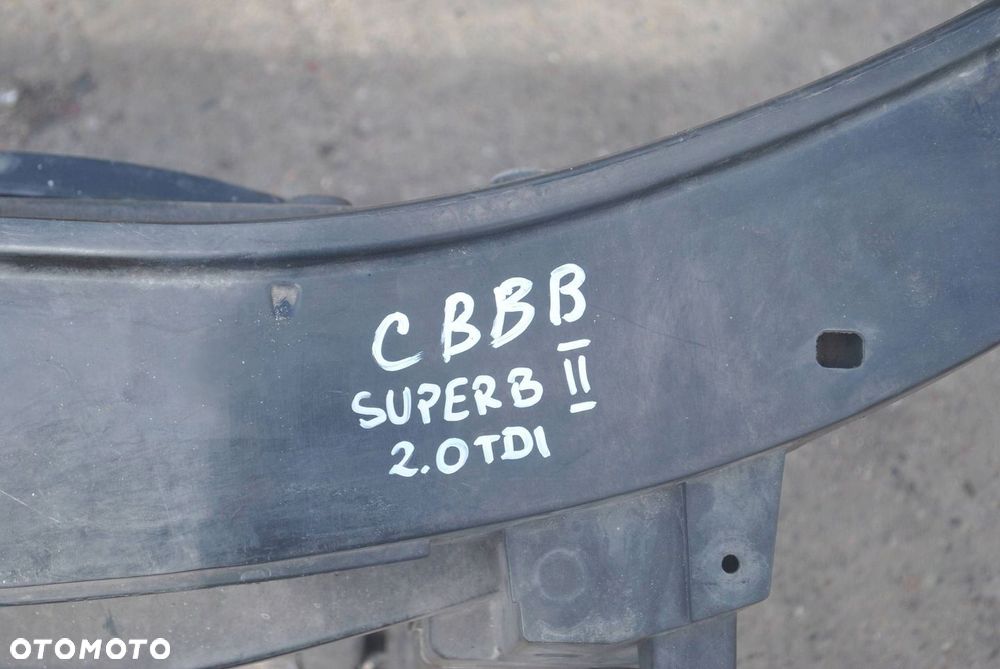 CBBB
SUPERB II
2.0TDI
OTOMOTO